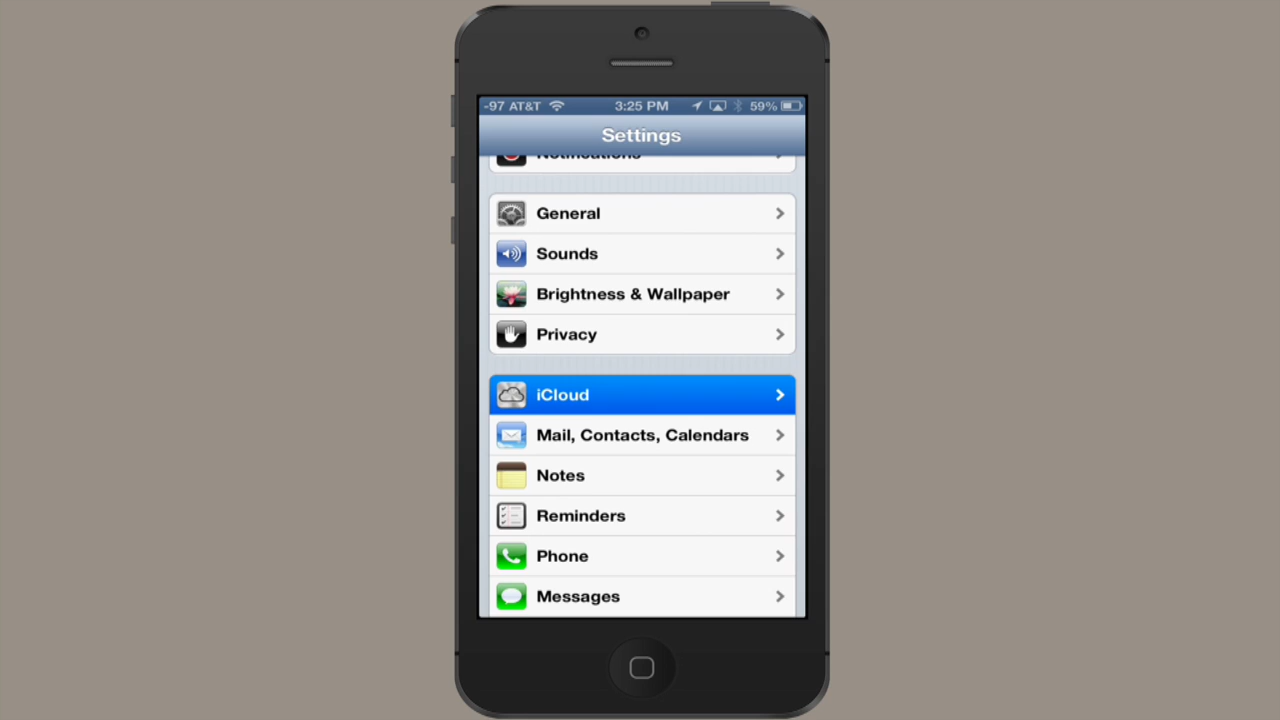 -97 AT&T 3:25 PM 59%
Settings
Notifications
General
Sounds
Brightness & Wallpaper
Privacy
iCloud
Mail, Contacts, Calendars
Notes
Reminders
Phone
Messages